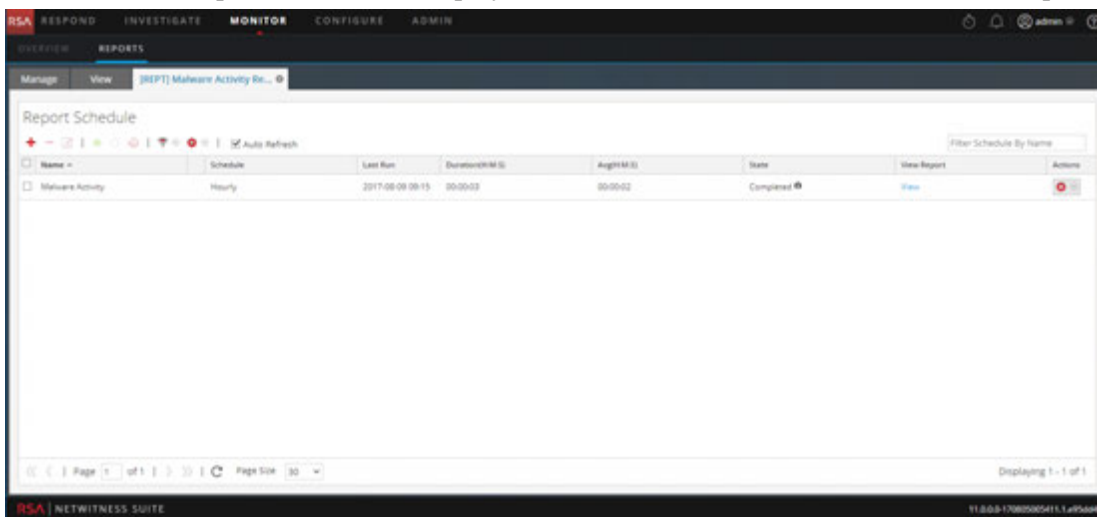 RSA RESPOND INVESTIGATE MONITOR CONFIGURE ADMIN admin
OVERVIEW REPORTS
Manage View [REPT] Malware Activity Re...
Report Schedule
Auto Refresh Filter Schedule By Name
Name Schedule Last Run Duration(H:M:S) Avg(H:M:S) State View Report Actions
Malware Activity Hourly 2017-08-09 09:15 00:00:03 00:00:02 Completed View
Page 1 of 1 Page Size 30 Displaying 1 - 1 of 1
RSA NETWITNESS SUITE